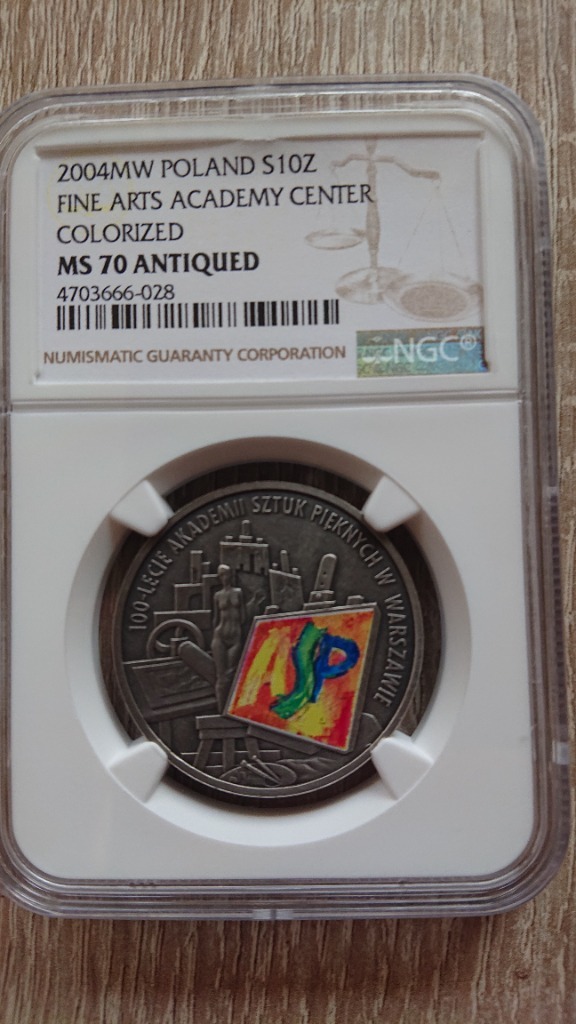 2004MW POLAND S10Z
FINE ARTS ACADEMY CENTER
COLORIZED
MS 70 ANTIQUED
4703666-028
NUMISMATIC GUARANTY CORPORATION
NGC®
100-LECIE AKADEMII SZTUK PIĘKNYCH W WARSZAWIE
ASP